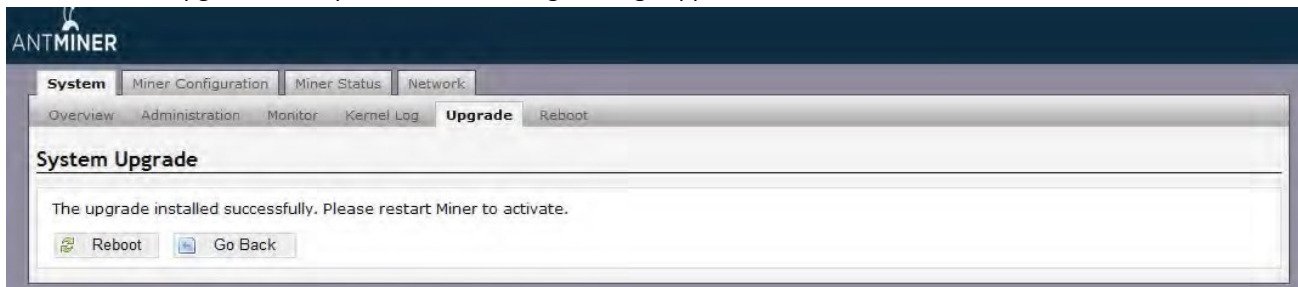 ANTMINER
System Miner Configuration Miner Status Network
Overview Administration Monitor Kernel Log Upgrade Reboot
System Upgrade
The upgrade installed successfully. Please restart Miner to activate.
Reboot Go Back